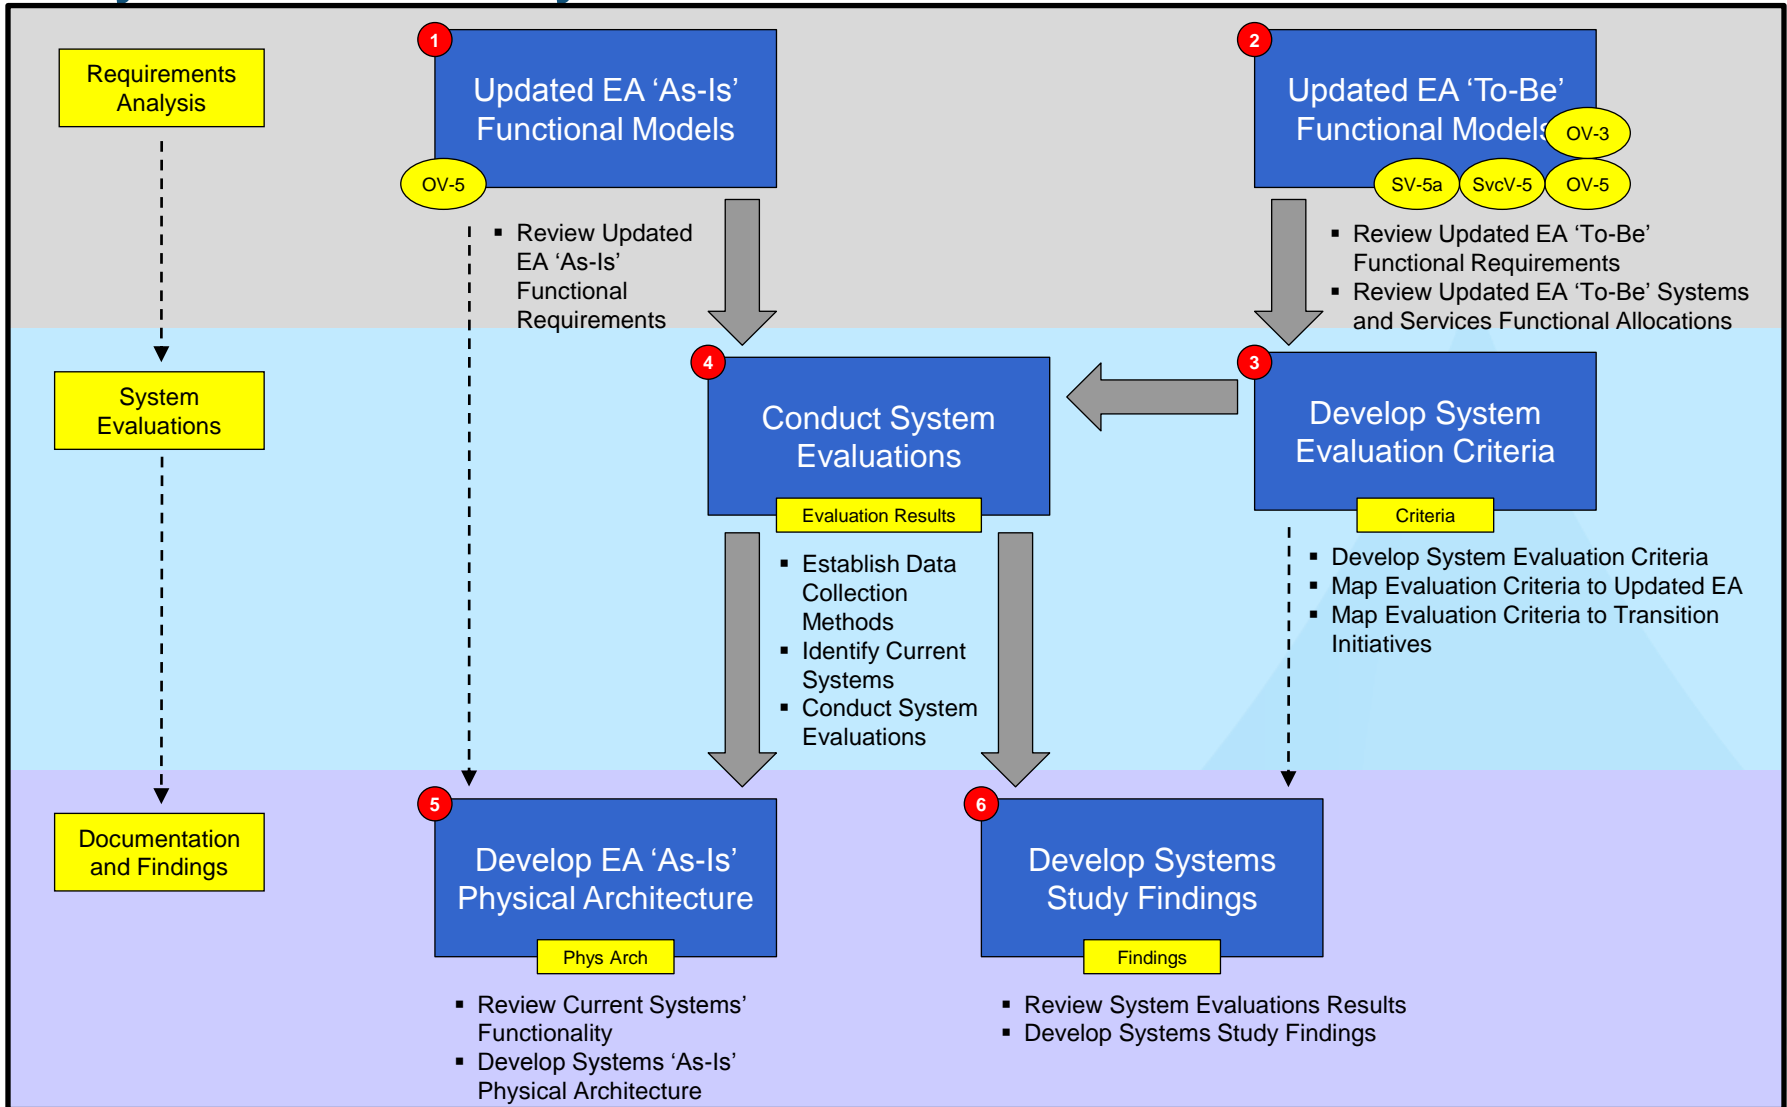 1
2
Requirements
Analysis
Updated EA ‘As-Is’
Functional Models
OV-5
Updated EA ‘To-Be’
Functional Models
OV-3
SV-5a
SvcV-5
OV-5
▪ Review Updated
EA ‘As-Is’
Functional
Requirements
▪ Review Updated EA ‘To-Be’
Functional Requirements
▪ Review Updated EA ‘To-Be’ Systems
and Services Functional Allocations
System
Evaluations
4
Conduct System
Evaluations
Evaluation Results
3
Develop System
Evaluation Criteria
Criteria
▪ Establish Data
Collection
Methods
▪ Identify Current
Systems
▪ Conduct System
Evaluations
▪ Develop System Evaluation Criteria
▪ Map Evaluation Criteria to Updated EA
▪ Map Evaluation Criteria to Transition
Initiatives
Documentation
and Findings
5
Develop EA ‘As-Is’
Physical Architecture
Phys Arch
6
Develop Systems
Study Findings
Findings
▪ Review Current Systems’
Functionality
▪ Develop Systems ‘As-Is’
Physical Architecture
▪ Review System Evaluations Results
▪ Develop Systems Study Findings